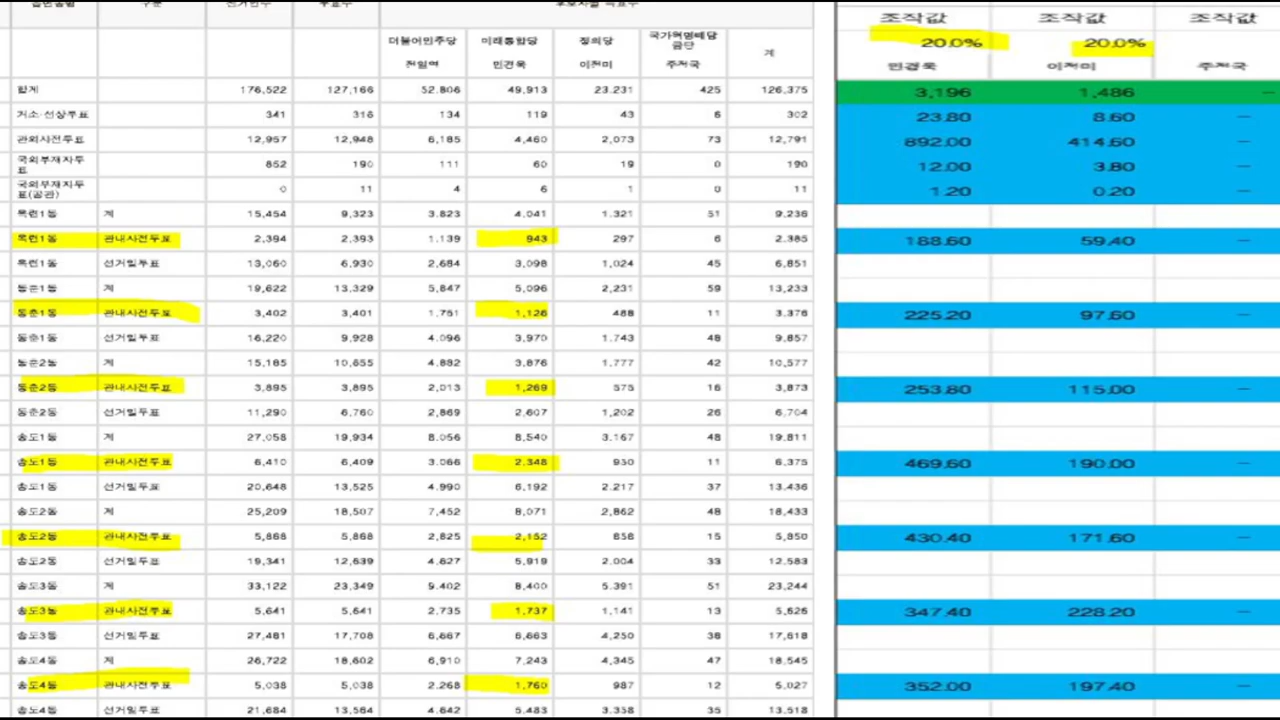 조작값 조작값 조작값
20.0% 20.0%
더불어민주당 미래통합당 정의당 국가혁명배당금단 계
정일영 민경욱 이정미 주정국 민경욱 이정미 주정국
합계 176,522 127,166 52,806 49,913 23,231 425 126,375 3,196 1,486 –
거소·선상투표 341 316 134 119 43 6 302 23.80 8.60 –
관외사전투표 12,957 12,948 6,185 4,460 2,073 73 12,791 892.00 414.60 –
국외부재자투표 852 190 111 60 19 0 190 12.00 3.80 –
국외부재자투표(공관) 0 11 4 6 1 0 11 1.20 0.20 –
옥련1동 계 15,454 9,323 3,823 4,041 1,321 51 9,236
옥련1동 관내사전투표 2,394 2,393 1,139 943 297 6 2,385 188.60 59.40 –
옥련1동 선거일투표 13,060 6,930 2,684 3,098 1,024 45 6,851
동춘1동 계 19,622 13,329 5,847 5,096 2,231 59 13,233
동춘1동 관내사전투표 3,402 3,401 1,751 1,126 488 11 3,376 225.20 97.60 –
동춘1동 선거일투표 16,220 9,928 4,096 3,970 1,743 48 9,857
동춘2동 계 15,185 10,655 4,882 3,876 1,777 42 10,577
동춘2동 관내사전투표 3,895 3,895 2,013 1,269 575 16 3,873 253.80 115.00 –
동춘2동 선거일투표 11,290 6,760 2,869 2,607 1,202 26 6,704
송도1동 계 27,058 19,934 8,056 8,540 3,167 48 19,811
송도1동 관내사전투표 6,410 6,409 3,066 2,348 950 11 6,375 469.60 190.00 –
송도1동 선거일투표 20,648 13,525 4,990 6,192 2,217 37 13,436
송도2동 계 25,209 18,507 7,452 8,071 2,862 48 18,433
송도2동 관내사전투표 5,868 5,868 2,825 2,152 858 15 5,850 430.40 171.60 –
송도2동 선거일투표 19,341 12,639 4,627 5,919 2,004 33 12,583
송도3동 계 33,122 23,349 9,402 8,400 5,391 51 23,244
송도3동 관내사전투표 5,641 5,641 2,735 1,737 1,141 13 5,626 347.40 228.20 –
송도3동 선거일투표 27,481 17,708 6,667 6,663 4,250 38 17,618
송도4동 계 26,722 18,602 6,910 7,243 4,345 47 18,545
송도4동 관내사전투표 5,038 5,038 2,268 1,760 987 12 5,027 352.00 197.40 –
송도4동 선거일투표 21,684 13,564 4,642 5,483 3,358 35 13,518